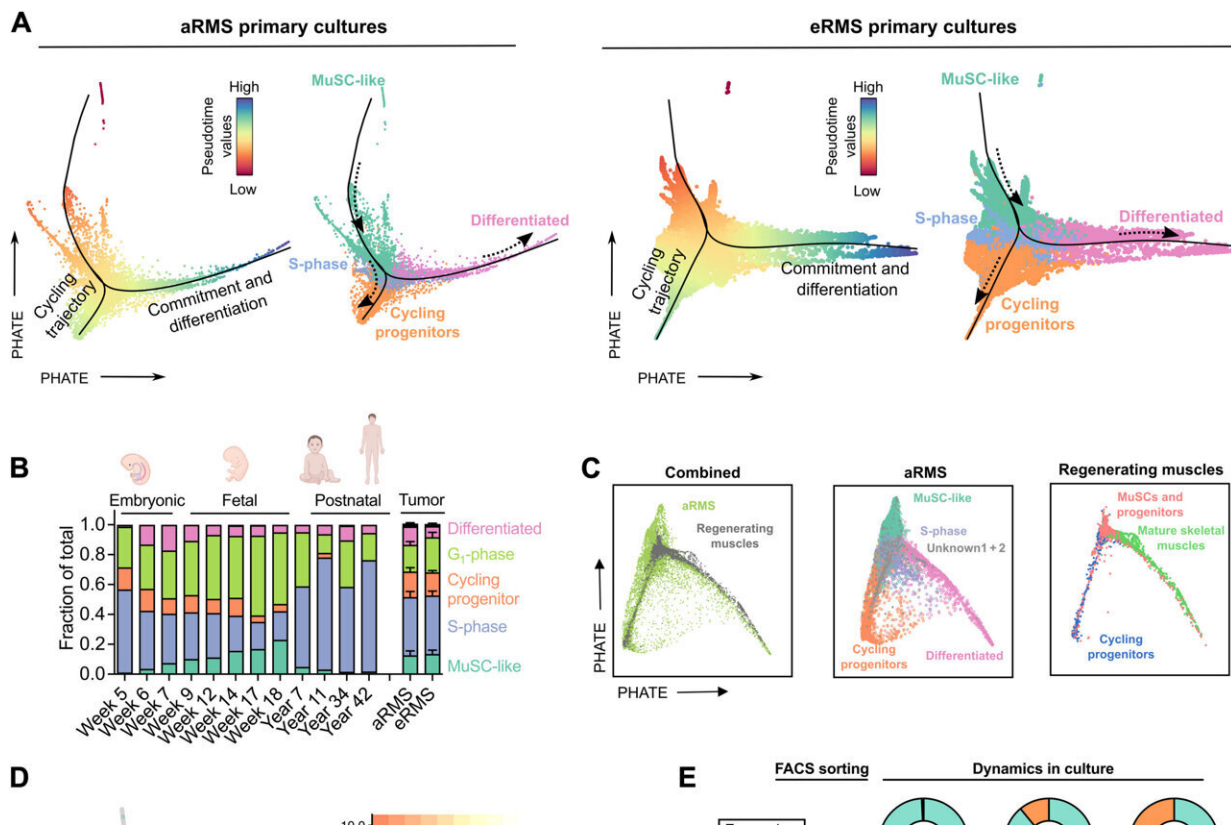 A
aRMS primary cultures
eRMS primary cultures
MuSC-like
High
Pseudotime
values
Low
Differentiated
S-phase
Cycling
trajectory
Commitment and
differentiation
Cycling
progenitors
PHATE
PHATE
High
Pseudotime
values
Low
MuSC-like
S-phase
Differentiated
Cycling
trajectory
Commitment and
differentiation
Cycling
progenitors
PHATE
PHATE
B
Embryonic
Fetal
Postnatal
Tumor
Fraction of total
1.0
0.8
0.6
0.4
0.2
0.0
Differentiated
G1-phase
Cycling
progenitor
S-phase
MuSC-like
Week 5
Week 6
Week 7
Week 9
Week 12
Week 14
Week 17
Week 18
Year 7
Year 11
Year 34
Year 42
aRMS
eRMS
C
Combined
aRMS
Regenerating
muscles
PHATE
PHATE
aRMS
MuSC-like
S-phase
Unknown1 + 2
Cycling
progenitors
Differentiated
Regenerating muscles
MuSCs and
progenitors
Mature skeletal
muscles
Cycling
progenitors
D
E
FACS sorting
Dynamics in culture